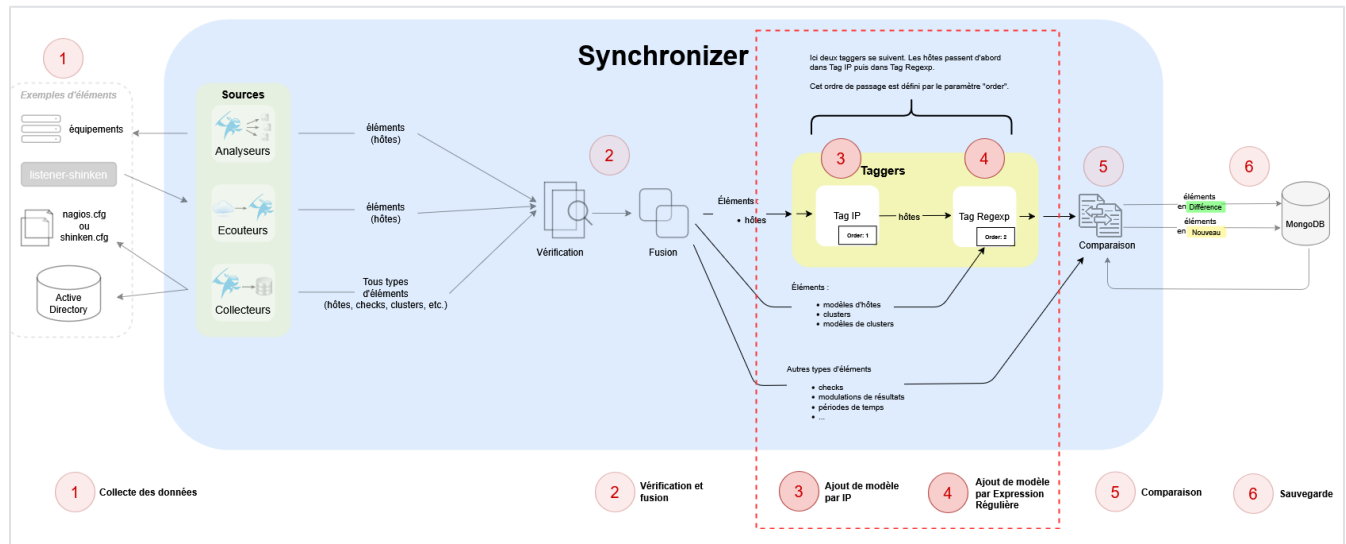 Synchronizer
1
Exemples d'éléments
équipements
listener-shinken
nagios.cfg
ou
shinken.cfg
Active
Directory
Sources
Analyseurs
Ecouteurs
Collecteurs
éléments
(hôtes)
éléments
(hôtes)
Tous types
d'éléments
(hôtes, checks, clusters, etc.)
2
Vérification
Fusion
Ici deux taggers se suivent. Les hôtes passent d'abord
dans Tag IP puis dans Tag Regexp.
Cet ordre de passage est défini par le paramètre "order".
3
4
Taggers
Éléments
• hôtes
Tag IP
Order: 1
hôtes
Tag Regexp
Order: 2
Éléments :
• modèles d'hôtes
• clusters
• modèles de clusters
Autres types d'éléments
• checks
• modulations de résultats
• périodes de temps
• ...
5
Comparaison
éléments
en Différence
éléments
en Nouveau
6
MongoDB
1 Collecte des données
2 Vérification et
fusion
3 Ajout de modèle
par IP
4 Ajout de modèle
par Expression
Régulière
5 Comparaison
6 Sauvegarde